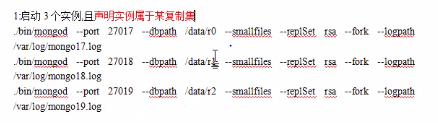 1:启动 3 个实例,且声明实例属于某复制集
./bin/mongod --port 27017 --dbpath /data/r0 --smallfiles --replSet rsa --fork --logpath
/var/log/mongo17.log
./bin/mongod --port 27018 --dbpath /data/r1 --smallfiles --replSet rsa --fork --logpath
/var/log/mongo18.log
./bin/mongod --port 27019 --dbpath /data/r2 --smallfiles --replSet rsa --fork --logpath
/var/log/mongo19.log